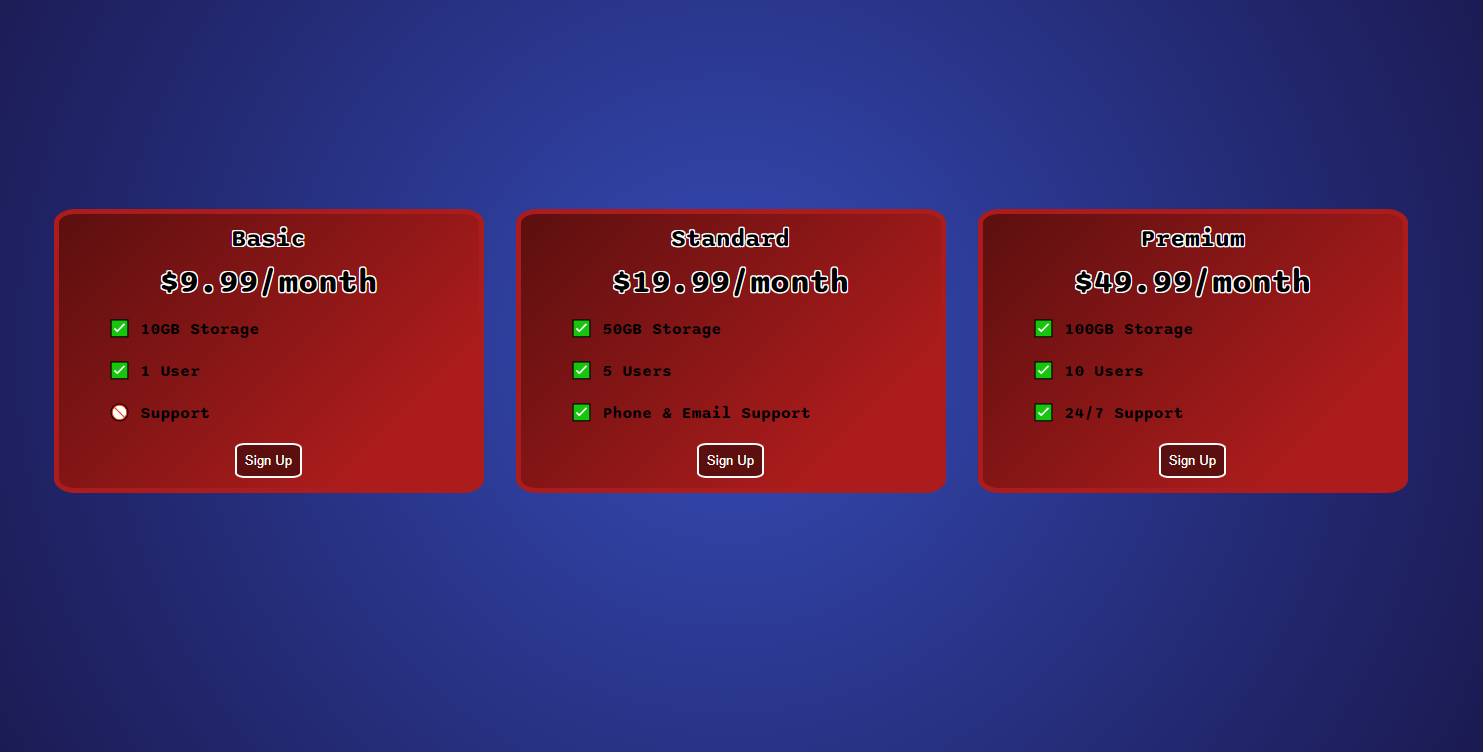 Basic
$9.99/month
10GB Storage
1 User
Support
Sign Up
Standard
$19.99/month
50GB Storage
5 Users
Phone & Email Support
Sign Up
Premium
$49.99/month
100GB Storage
10 Users
24/7 Support
Sign Up